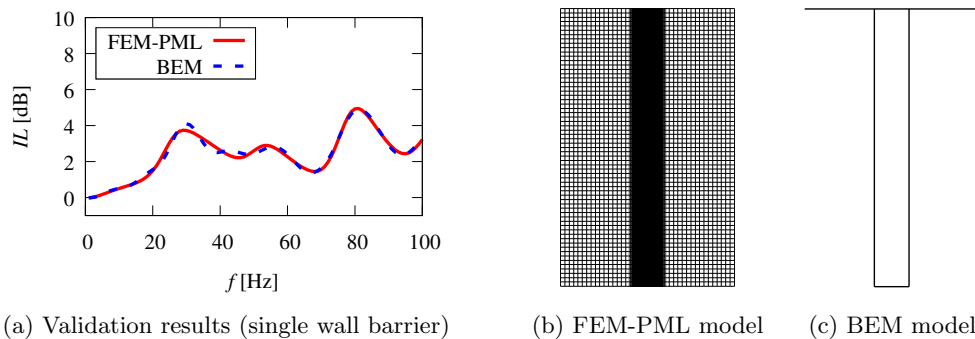 10
8
6
4
2
0
IL [dB]
FEM-PML
BEM
0 20 40 60 80 100
f [Hz]
(a) Validation results (single wall barrier)
(b) FEM-PML model
(c) BEM model